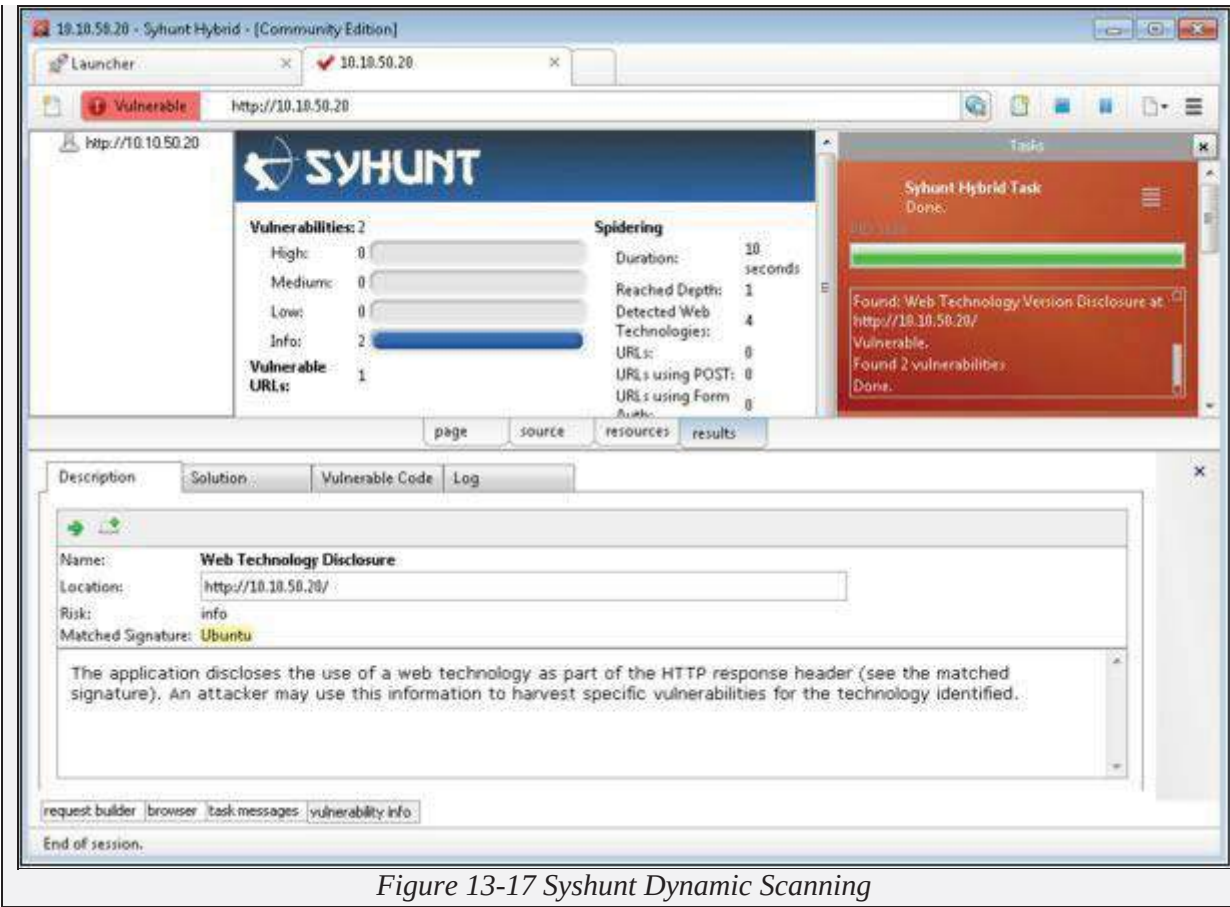 10.10.50.20 - Syhunt Hybrid - [Community Edition]
Launcher
10.10.50.20
Vulnerable
http://10.10.50.20
http://10.10.50.20
SYHUNT
Vulnerabilities: 2
High: 0
Medium: 0
Low: 0
Info: 2
Vulnerable URLs: 1
Spidering
Duration: 10 seconds
Reached Depth: 1
Detected Web Technologies: 4
URLs: 0
URLs using POST: 0
URLs using Form 0
Tasks
Syhunt Hybrid Task
Done.
Found: Web Technology Version Disclosure at
http://10.10.50.20/
Vulnerable.
Found 2 vulnerabilities
Done.
page source resources results
Description Solution Vulnerable Code Log
Name: Web Technology Disclosure
Location: http://10.10.50.20/
Risk: info
Matched Signature: Ubuntu
The application discloses the use of a web technology as part of the HTTP response header (see the matched
signature). An attacker may use this information to harvest specific vulnerabilities for the technology identified.
request builder browser task messages vulnerability info
End of session.
Figure 13-17 Syshunt Dynamic Scanning